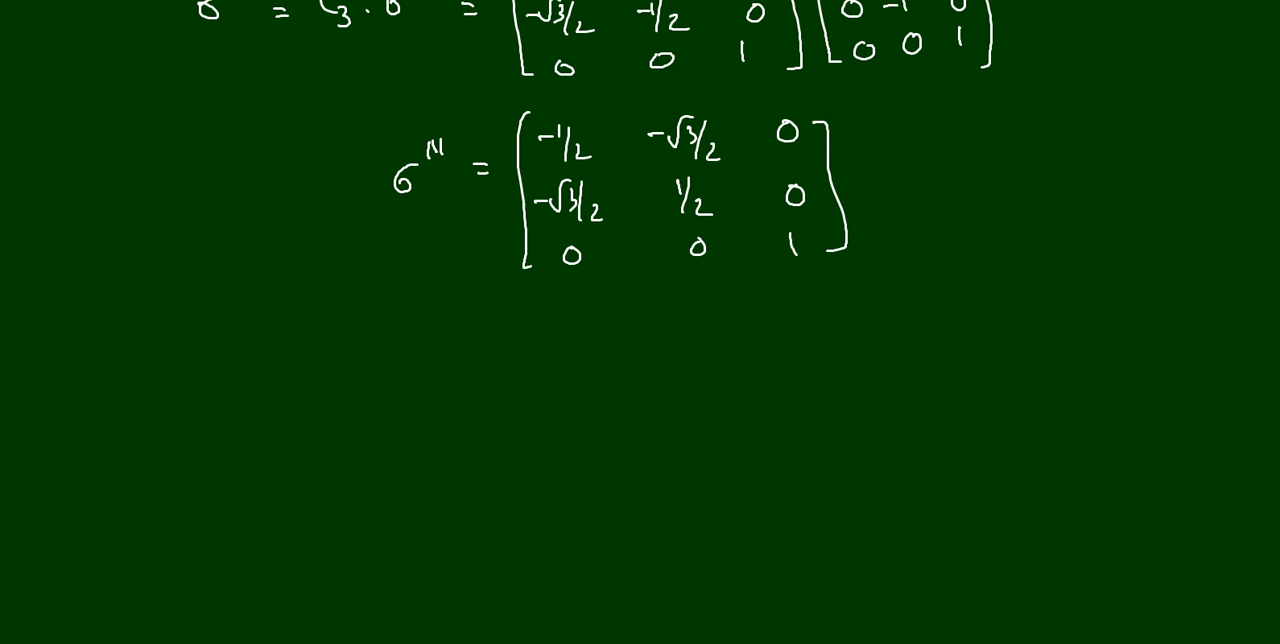 σ = C3 · σ = [ -√3/2 -1/2 0 ] [ 0 -1 0 ]
0 0 1 0 0 1
σ''' = [ -1/2 -√3/2 0
-√3/2 1/2 0
0 0 1 ]